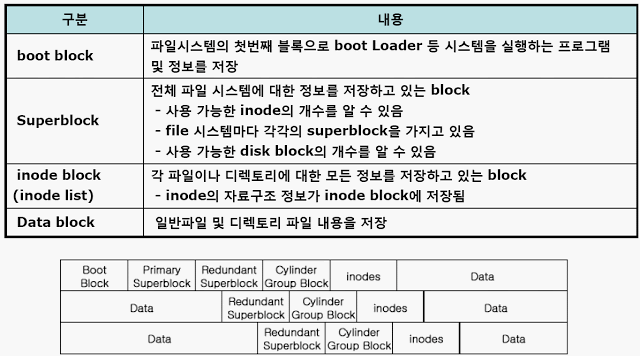 구분 내용
boot block
파일시스템의 첫번째 블록으로 boot Loader 등 시스템을 실행하는 프로그램
및 정보를 저장
Superblock
전체 파일 시스템에 대한 정보를 저장하고 있는 block
- 사용 가능한 inode의 개수를 알 수 있음
- file 시스템마다 각각의 superblock을 가지고 있음
- 사용 가능한 disk block의 개수를 알 수 있음
inode block
(inode list)
각 파일이나 디렉토리에 대한 모든 정보를 저장하고 있는 block
- inode의 자료구조 정보가 inode block에 저장됨
Data block
일반파일 및 디렉토리 파일 내용을 저장
Boot
Block
Primary
Superblock
Redundant
Superblock
Cylinder
Group Block
inodes
Data
Data
Redundant
Superblock
Cylinder
Group Block
inodes
Data
Data
Redundant
Superblock
Cylinder
Group Block
inodes
Data